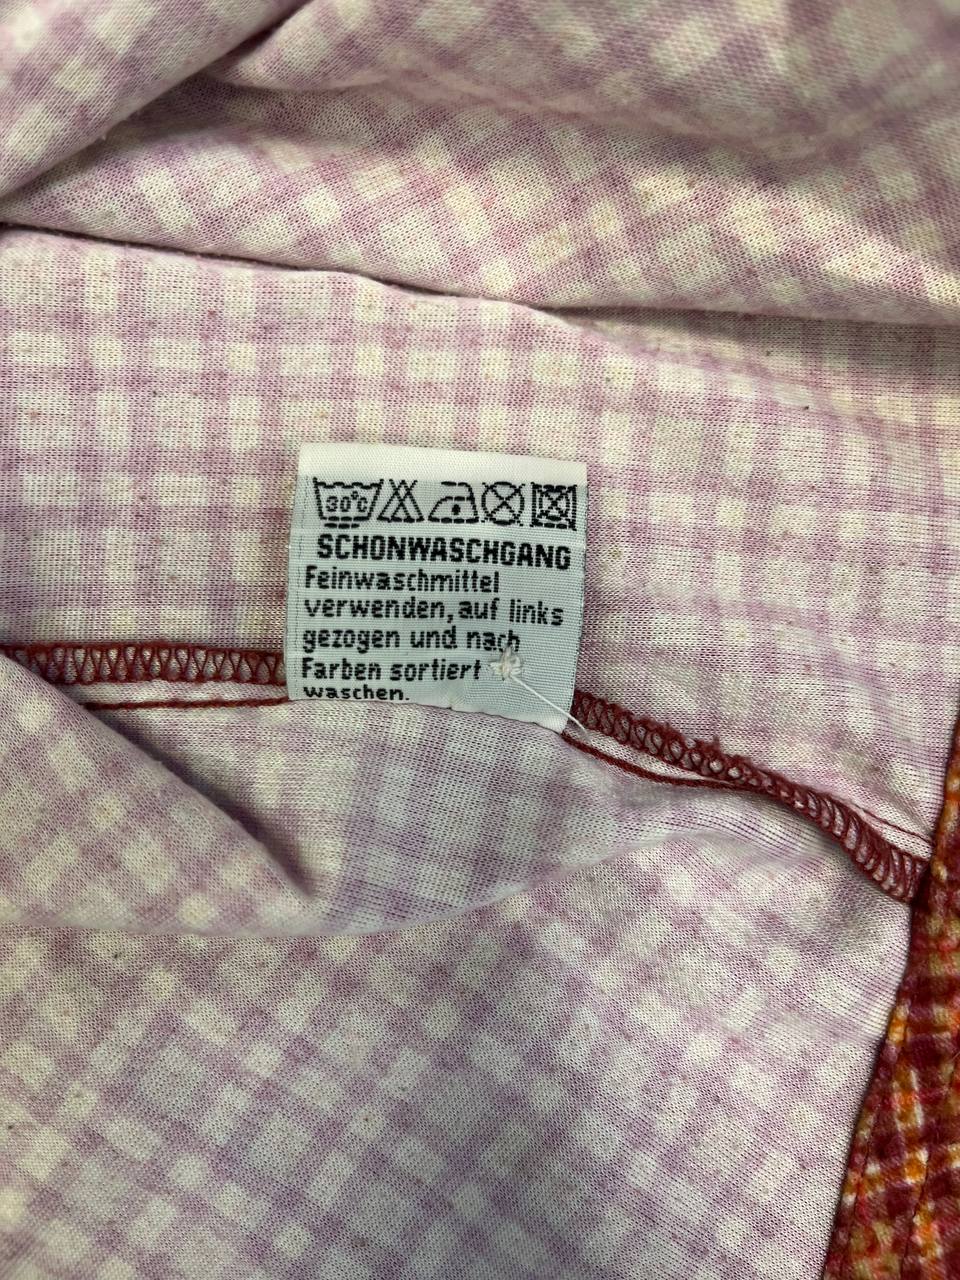 30°C
SCHONWASCHGANG
Feinwaschmittel
verwenden, auf links
gezogen und nach
Farben sortiert
waschen.